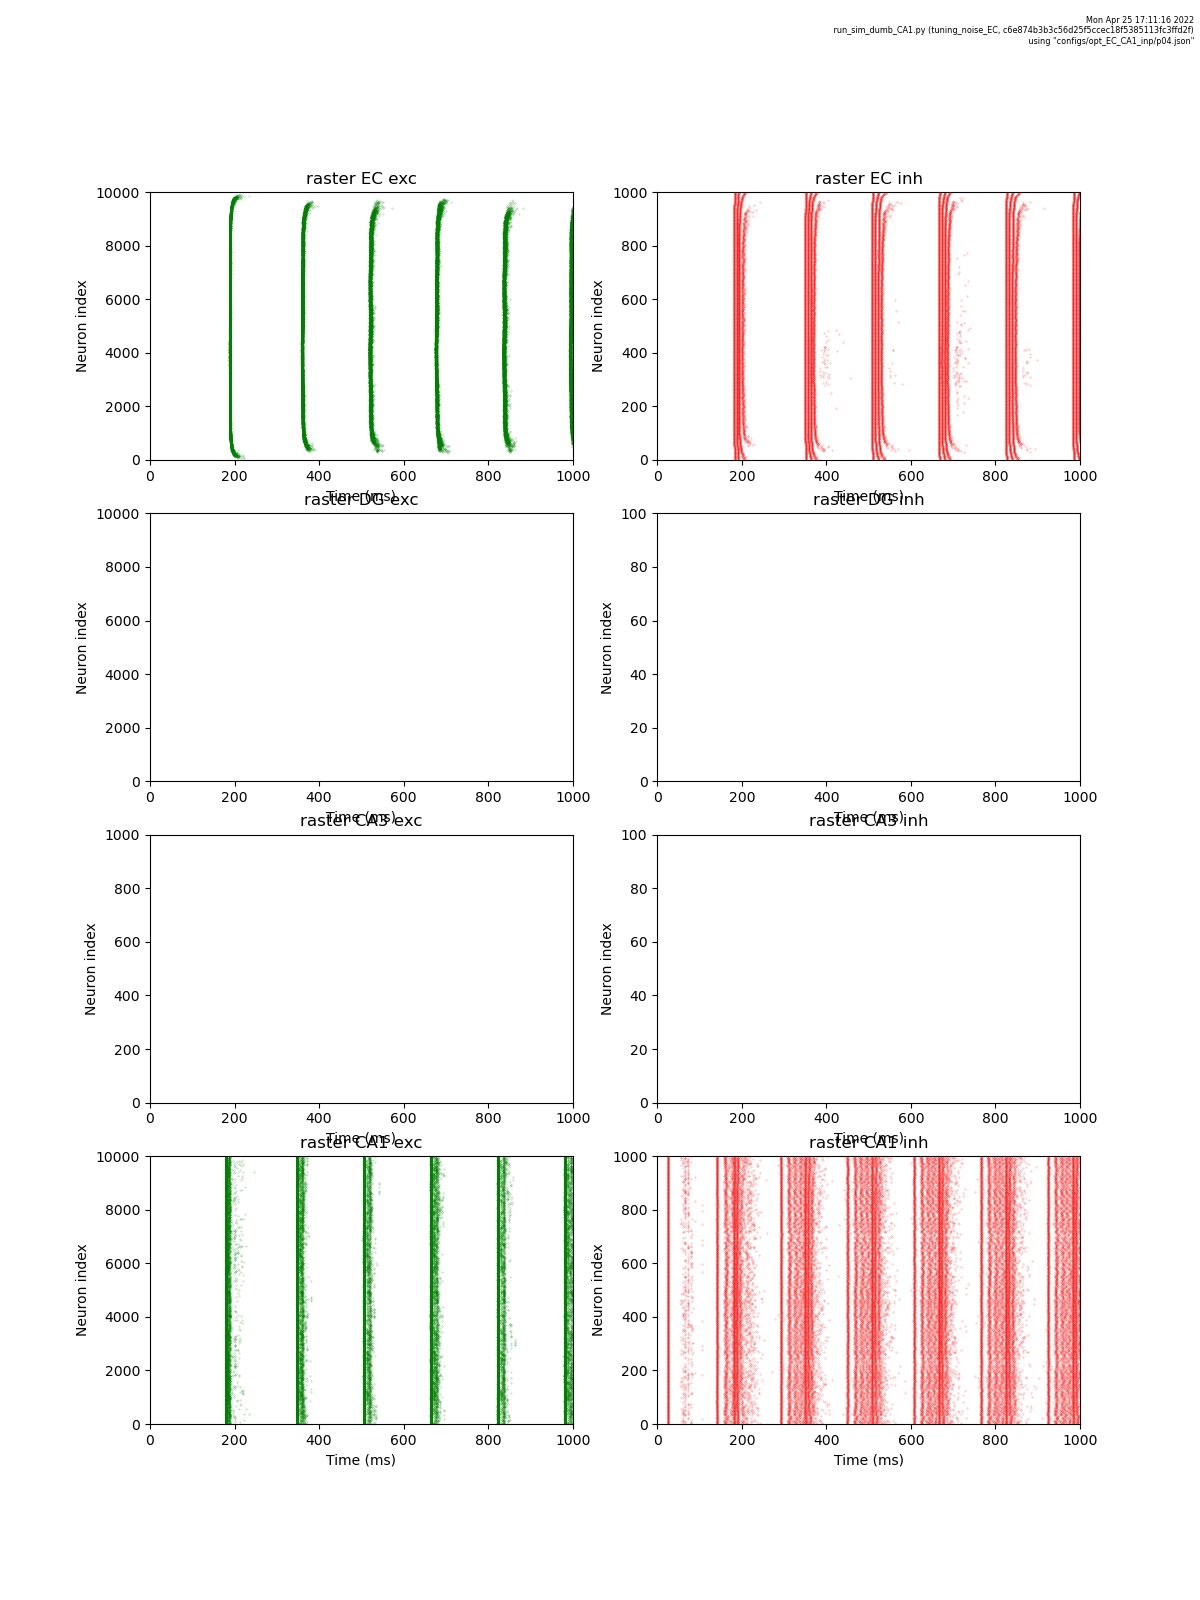 Mon Apr 25 17:11:16 2022
run_sim_dumb_CA1.py (tuning_noise_EC, c6e874b3b3c56d25f5ccec18f5385113fc3ffd2f)
using "configs/opt_EC_CA1_inp/p04.json"
raster EC exc
raster EC inh
10000
8000
6000
4000
2000
0
Neuron index
0 200 400 600 800 1000
Time (ms)
1000
800
600
400
200
0
Neuron index
0 200 400 600 800 1000
Time (ms)
raster DG exc
raster DG inh
10000
8000
6000
4000
2000
0
Neuron index
0 200 400 600 800 1000
Time (ms)
100
80
60
40
20
0
Neuron index
0 200 400 600 800 1000
Time (ms)
raster CA3 exc
raster CA3 inh
1000
800
600
400
200
0
Neuron index
0 200 400 600 800 1000
Time (ms)
100
80
60
40
20
0
Neuron index
0 200 400 600 800 1000
Time (ms)
raster CA1 exc
raster CA1 inh
10000
8000
6000
4000
2000
0
Neuron index
0 200 400 600 800 1000
Time (ms)
1000
800
600
400
200
0
Neuron index
0 200 400 600 800 1000
Time (ms)